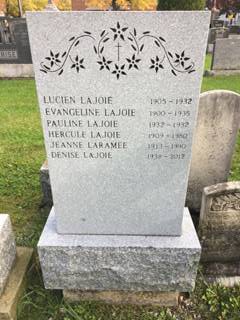 LUCIEN LAJOIE 1905-1932
EVANGELINE LAJOIE 1900-1935
PAULINE LAJOIE 1932-1932
HERCULE LAJOIE 1909-1980
JEANNE LARAMEE 1913-1990
DENISE LAJOIE 1938-2012